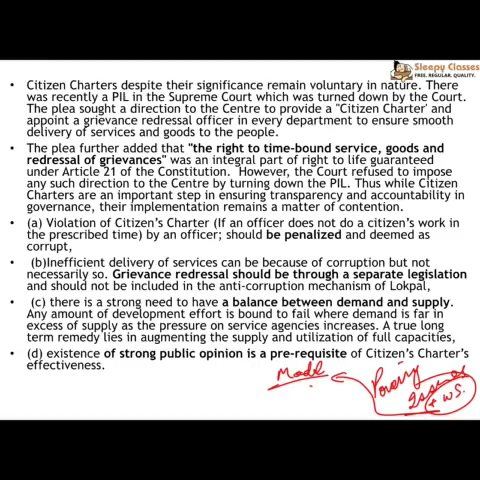 Sleepy Classes
FREE. REGULAR. QUALITY.
• Citizen Charters despite their significance remain voluntary in nature. There
was recently a PIL in the Supreme Court which was turned down by the Court.
The plea sought a direction to the Centre to provide a "Citizen Charter' and
appoint a grievance redressal officer in every department to ensure smooth
delivery of services and goods to the people.
• The plea further added that "the right to time-bound service, goods and
redressal of grievances" was an integral part of right to life guaranteed
under Article 21 of the Constitution. However, the Court refused to impose
any such direction to the Centre by turning down the PIL. Thus while Citizen
Charters are an important step in ensuring transparency and accountability in
governance, their implementation remains a matter of contention.
• (a) Violation of Citizen's Charter (If an officer does not do a citizen's work in
the prescribed time) by an officer; should be penalized and deemed as
corrupt,
• (b)Inefficient delivery of services can be because of corruption but not
necessarily so. Grievance redressal should be through a separate legislation
and should not be included in the anti-corruption mechanism of Lokpal,
• (c) there is a strong need to have a balance between demand and supply.
Any amount of development effort is bound to fail where demand is far in
excess of supply as the pressure on service agencies increases. A true long
term remedy lies in augmenting the supply and utilization of full capacities,
• (d) existence of strong public opinion is a pre-requisite of Citizen's Charter's
effectiveness.
W S.